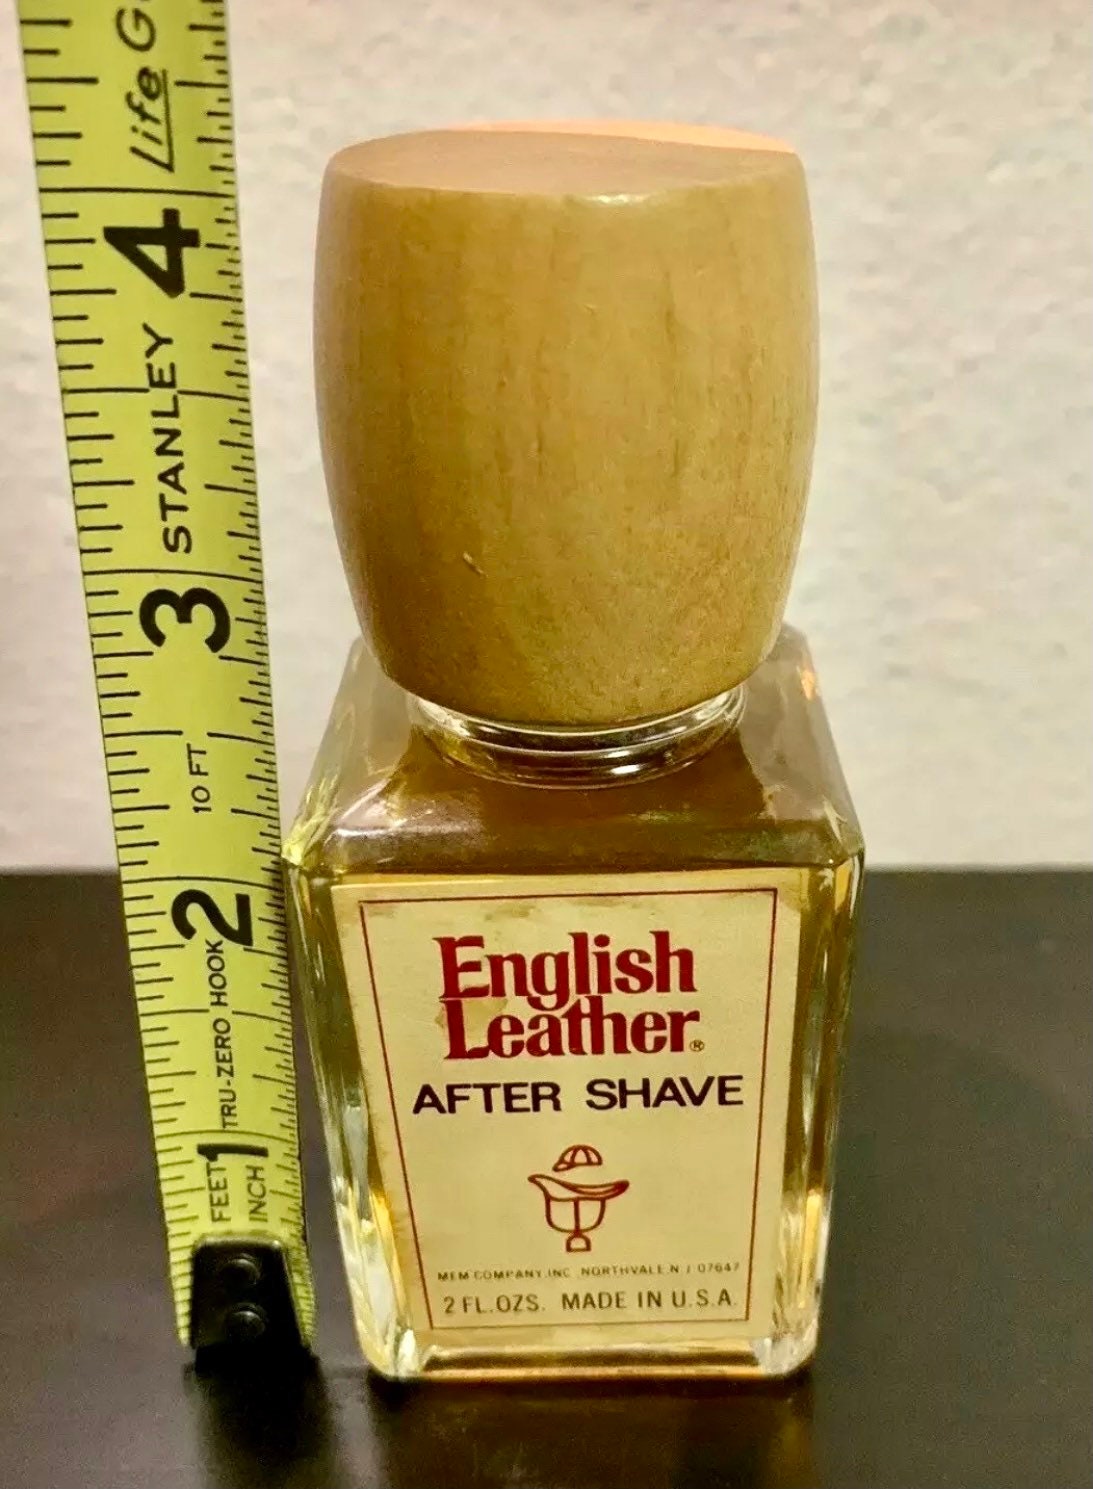 Life G
4
STANLEY
3
10 FT
2
TRU-ZERO HOOK
1
FEET
INCH
English
Leather®
AFTER SHAVE
MEM COMPANY, INC. NORTHVALE, N.J. 07647
2 FL.OZS. MADE IN U.S.A.